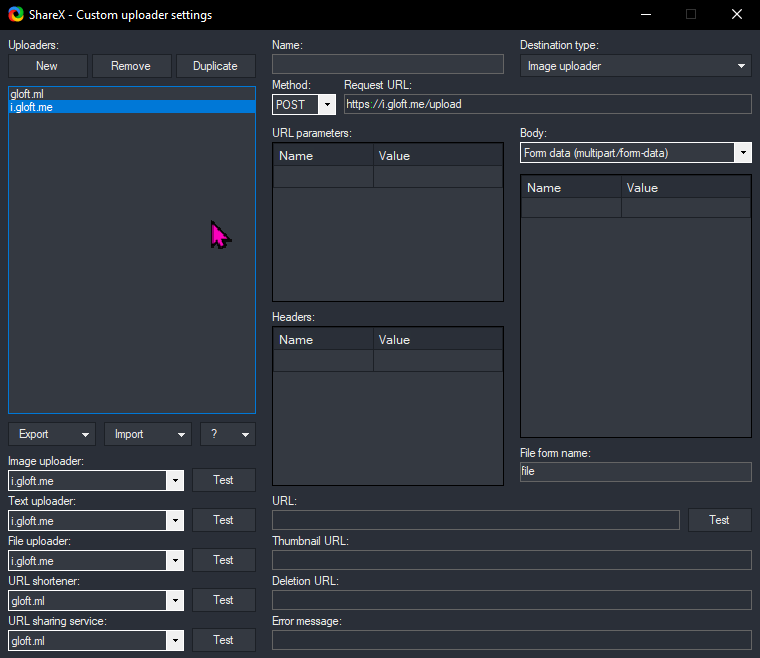 ShareX - Custom uploader settings
Uploaders:
New Remove Duplicate
gloft.ml
i.gloft.me
Export Import ?
Image uploader:
i.gloft.me Test
Text uploader:
i.gloft.me Test
File uploader:
i.gloft.me Test
URL shortener:
gloft.ml Test
URL sharing service:
gloft.ml Test
Name:
Method: Request URL:
POST https://i.gloft.me/upload
URL parameters:
Name Value
Headers:
Name Value
Destination type:
Image uploader
Body:
Form data (multipart/form-data)
Name Value
File form name:
file
URL:
Test
Thumbnail URL:
Deletion URL:
Error message: